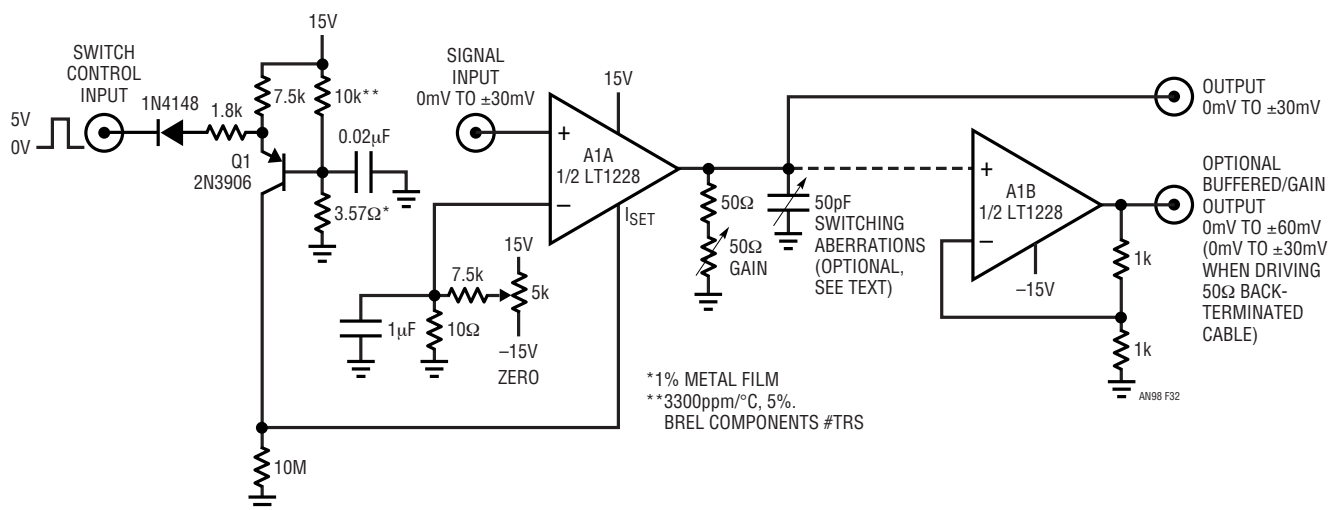 15V
SWITCH
CONTROL
INPUT
5V
0V
1N4148
1.8k
7.5k
10k**
0.02µF
Q1
2N3906
3.57Ω*
10M
SIGNAL
INPUT
0mV TO ±30mV
15V
+
–
A1A
1/2 LT1228
ISET
7.5k
15V
5k
–15V
ZERO
1µF
10Ω
*1% METAL FILM
**3300ppm/°C, 5%.
BREL COMPONENTS #TRS
50Ω
50Ω
GAIN
50pF
SWITCHING
ABERRATIONS
(OPTIONAL,
SEE TEXT)
+
–
A1B
1/2 LT1228
–15V
1k
1k
OUTPUT
0mV TO ±30mV
OPTIONAL
BUFFERED/GAIN
OUTPUT
0mV TO ±60mV
(0mV TO ±30mV
WHEN DRIVING
50Ω BACK-
TERMINATED
CABLE)
AN98 F32